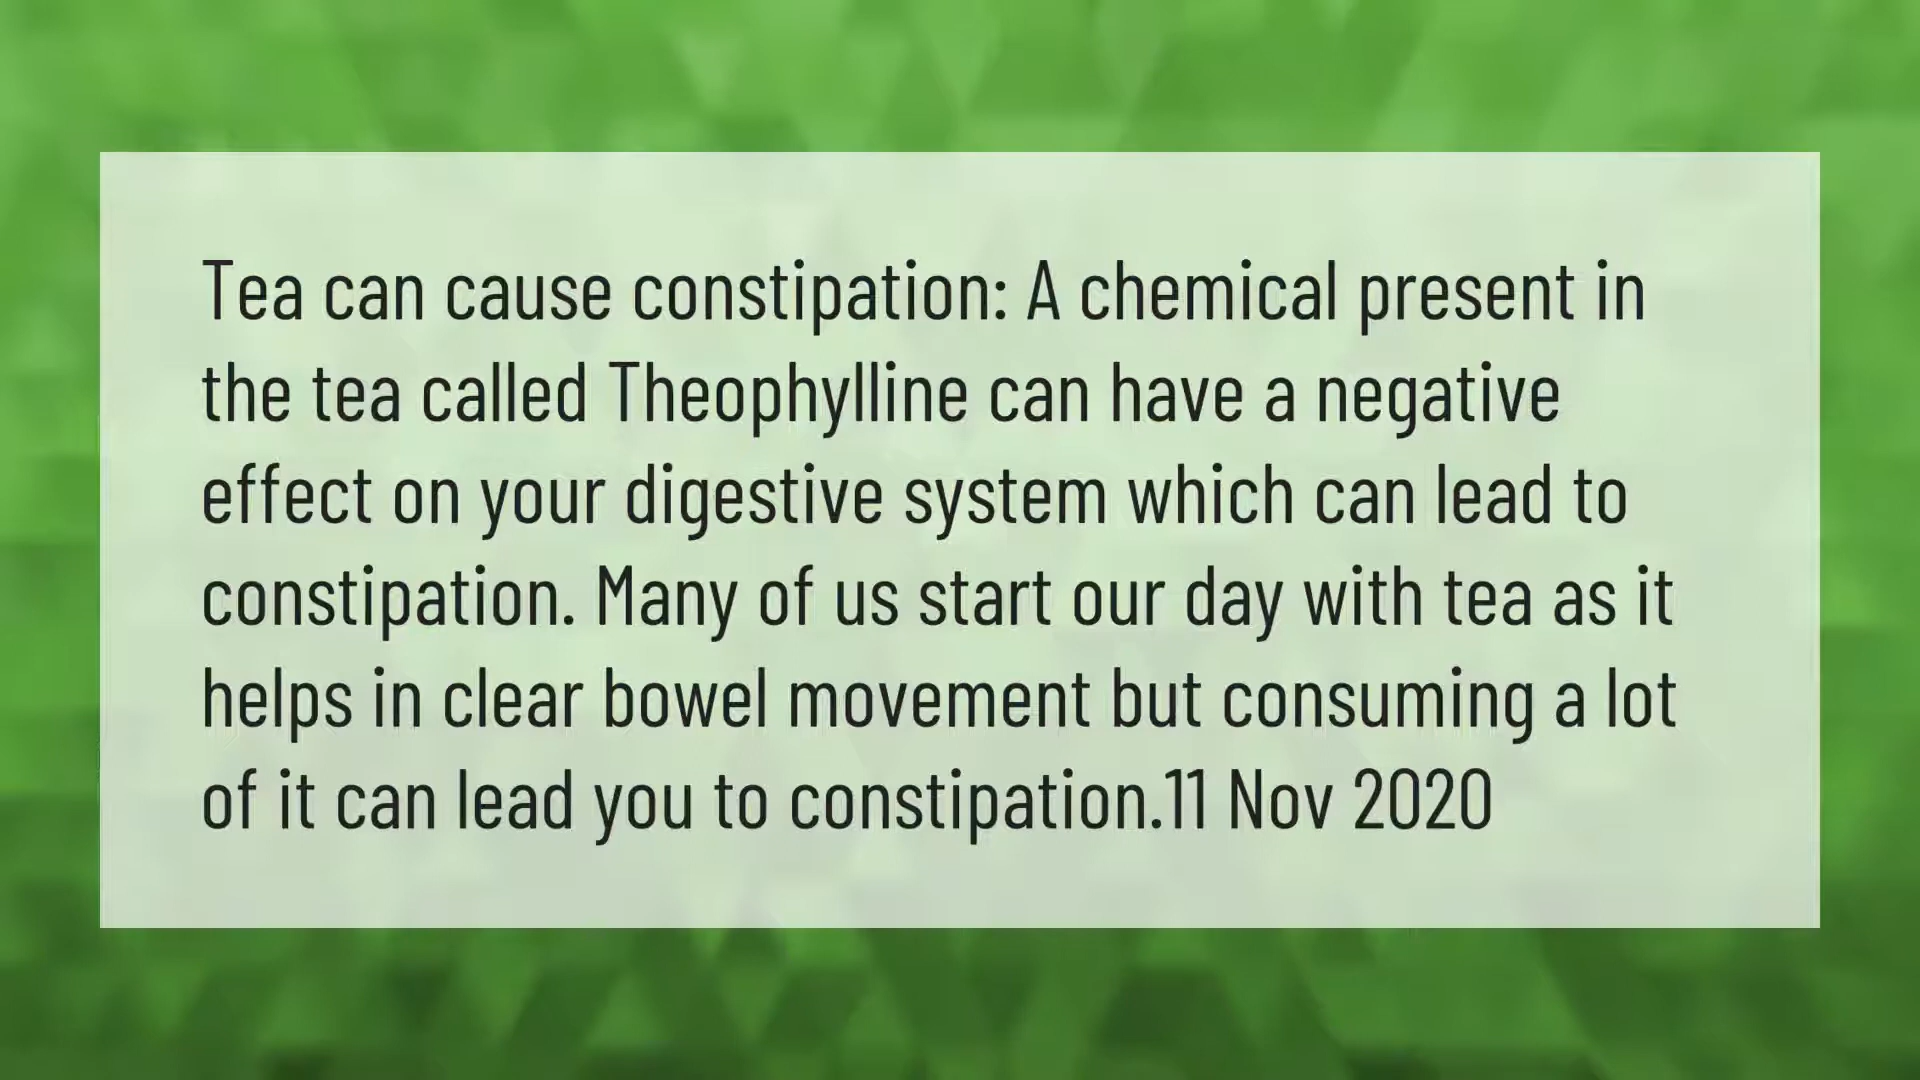 Tea can cause constipation: A chemical present in
the tea called Theophylline can have a negative
effect on your digestive system which can lead to
constipation. Many of us start our day with tea as it
helps in clear bowel movement but consuming a lot
of it can lead you to constipation.11 Nov 2020